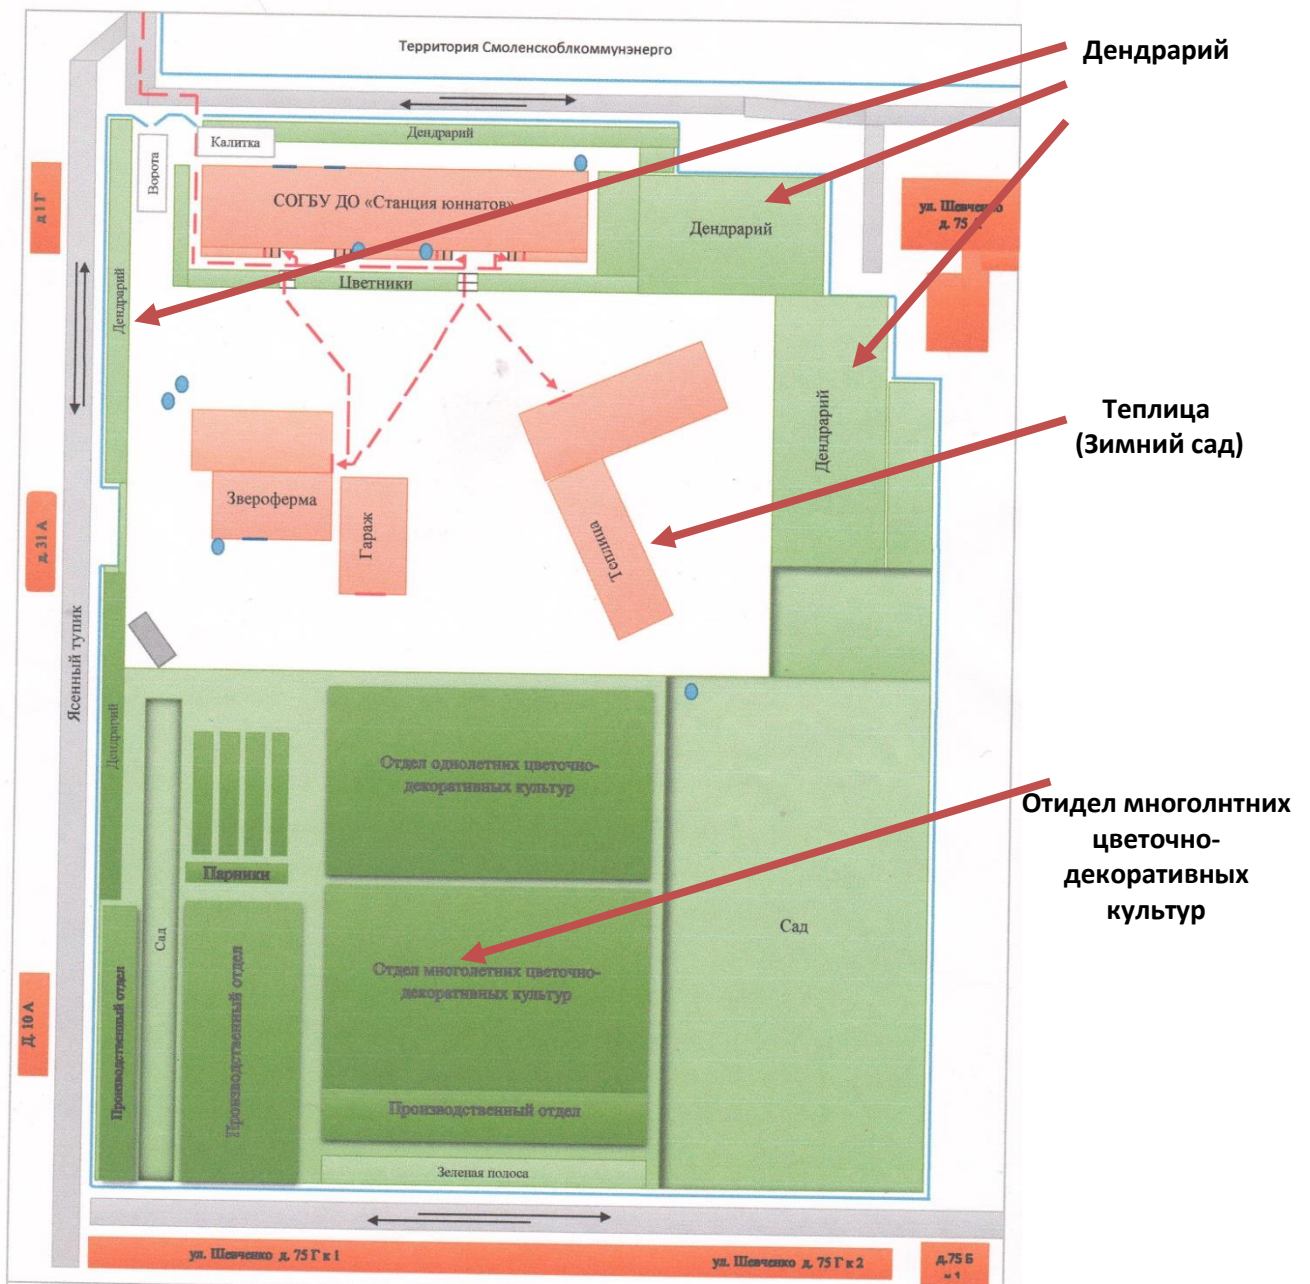 Территория Смоленскоблкоммунэнерго
Дендрарий
Дендрарий
Калитка
Ворота
д 1 Г
СОГБУ ДО «Станция юннатов»
ул. Шевченко
Дендрарий
Дендрарий
Цветники
Теплица
(Зимний сад)
Дендрарий
Звероферма
Гараж
Теплица
д. 31 А
Ясенный тупик
Дендрарий
Отдел однолетних цветочно-
декоративных культур
Отидел многолнтних
цветочно-
декоративных
культур
Парники
Сад
Сад
Отдел многолетних цветочно-
декоративных культур
Д. 10 А
Производственный отдел
Производственный отдел
Производственный отдел
Зеленая полоса
ул. Шевченко д. 75 Г к 1
ул. Шевченко д. 75 Г к 2
д.75 Б